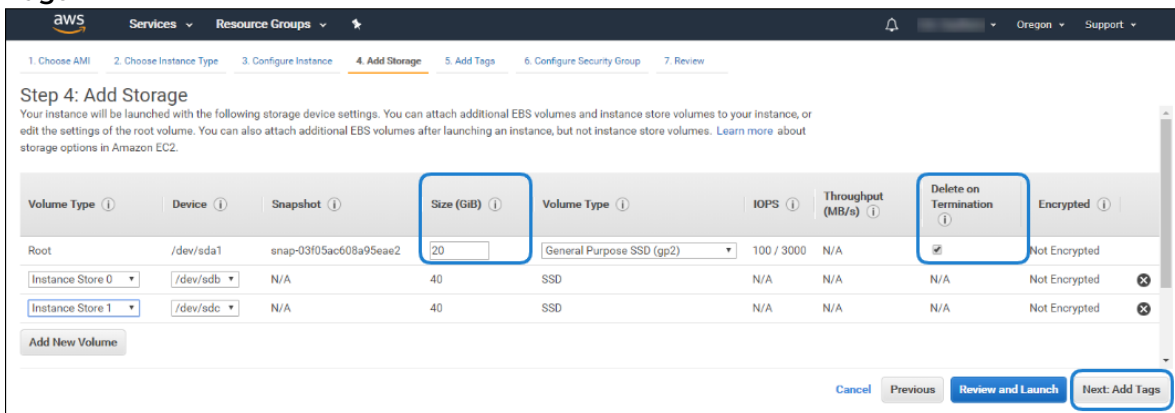 aws Services Resource Groups Oregon Support
1. Choose AMI 2. Choose Instance Type 3. Configure Instance 4. Add Storage 5. Add Tags 6. Configure Security Group 7. Review
Step 4: Add Storage
Your instance will be launched with the following storage device settings. You can attach additional EBS volumes and instance store volumes to your instance, or
edit the settings of the root volume. You can also attach additional EBS volumes after launching an instance, but not instance store volumes. Learn more about
storage options in Amazon EC2.
Volume Type Device Snapshot Size (GiB) Volume Type IOPS Throughput (MB/s) Delete on Termination Encrypted
Root /dev/sda1 snap-03f05ac608a95eae2 20 General Purpose SSD (gp2) 100 / 3000 N/A Not Encrypted
Instance Store 0 /dev/sdb N/A 40 SSD N/A N/A N/A Not Encrypted
Instance Store 1 /dev/sdc N/A 40 SSD N/A N/A N/A Not Encrypted
Add New Volume
Cancel Previous Review and Launch Next: Add Tags